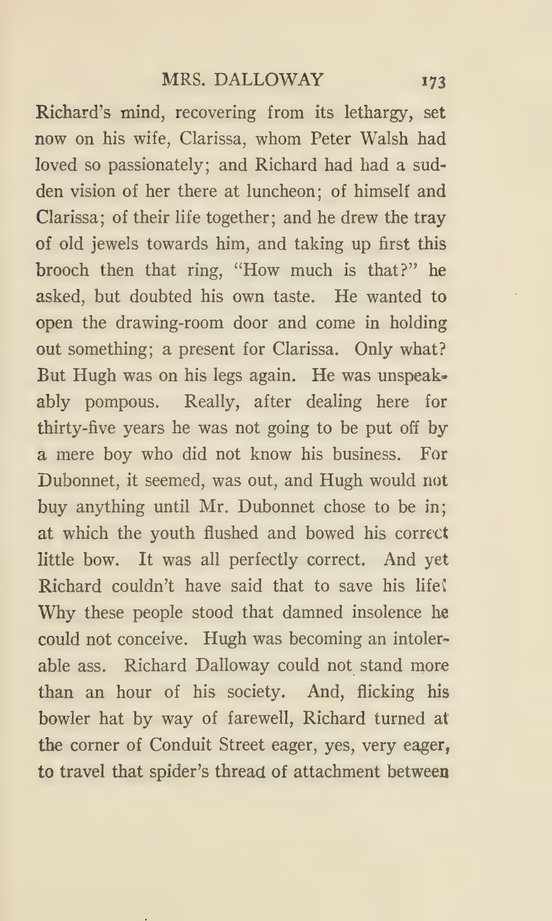 MRS. DALLOWAY 173
Richard's mind, recovering from its lethargy, set
now on his wife, Clarissa, whom Peter Walsh had
loved so passionately; and Richard had had a sud-
den vision of her there at luncheon; of himself and
Clarissa; of their life together; and he drew the tray
of old jewels towards him, and taking up first this
brooch then that ring, "How much is that?" he
asked, but doubted his own taste. He wanted to
open the drawing-room door and come in holding
out something; a present for Clarissa. Only what?
But Hugh was on his legs again. He was unspeak-
ably pompous. Really, after dealing here for
thirty-five years he was not going to be put off by
a mere boy who did not know his business. For
Dubonnet, it seemed, was out, and Hugh would not
buy anything until Mr. Dubonnet chose to be in;
at which the youth flushed and bowed his correct
little bow. It was all perfectly correct. And yet
Richard couldn't have said that to save his life!
Why these people stood that damned insolence he
could not conceive. Hugh was becoming an intoler-
able ass. Richard Dalloway could not stand more
than an hour of his society. And, flicking his
bowler hat by way of farewell, Richard turned at
the corner of Conduit Street eager, yes, very eager,
to travel that spider's thread of attachment between